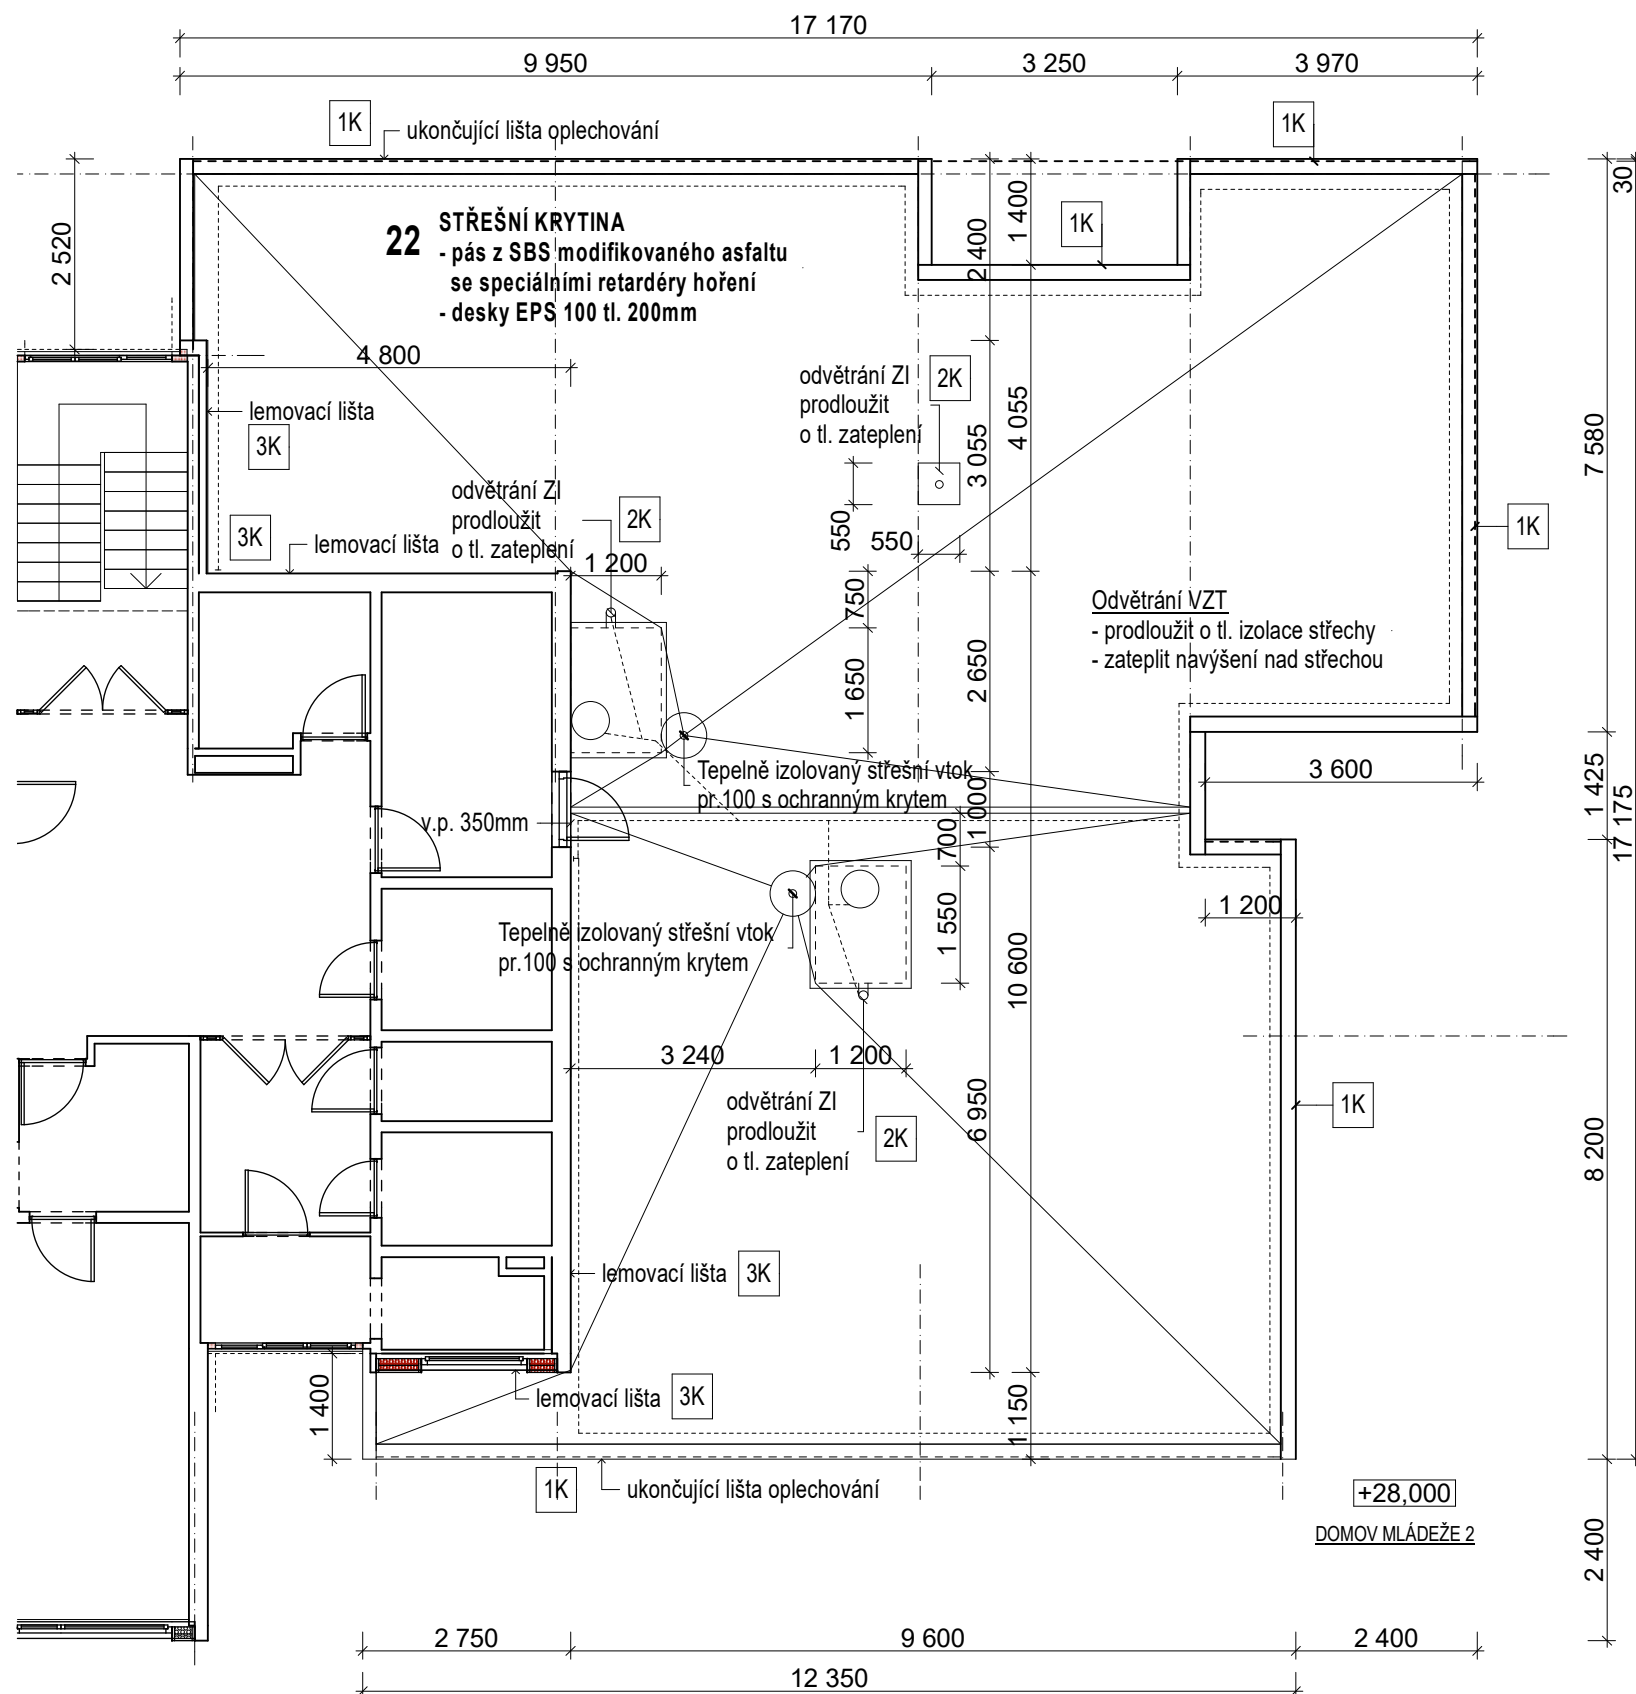 17 170
9 950
3 250
3 970
1K
ukončující lišta oplechování
1K
30
2 520
22
STŘEŠNÍ KRYTINA
- pás z SBS modifikovaného asfaltu
se speciálními retardéry hoření
- desky EPS 100 tl. 200mm
2 400
1 400
1K
4 800
odvětrání ZI
prodloužit
o tl. zateplení
2K
lemovací lišta
3K
3 055
4 055
7 580
odvětrání ZI
prodloužit
o tl. zateplení
2K
3K
lemovací lišta
550
550
1K
1 200
750
1 650
2 650
Odvětrání VZT
- prodloužit o tl. izolace střechy
- zateplit navýšení nad střechou
Tepelně izolovaný střešní vtok
pr.100 s ochranným krytem
3 600
1 425
17 175
v.p. 350mm
1 000
700
1 550
1 200
Tepelně izolovaný střešní vtok
pr.100 s ochranným krytem
10 600
3 240
1 200
6 950
odvětrání ZI
prodloužit
o tl. zateplení
2K
1K
8 200
lemovací lišta
3K
lemovací lišta
3K
1 400
1 150
1K
ukončující lišta oplechování
+28,000
DOMOV MLÁDEŽE 2
2 400
2 750
9 600
2 400
12 350